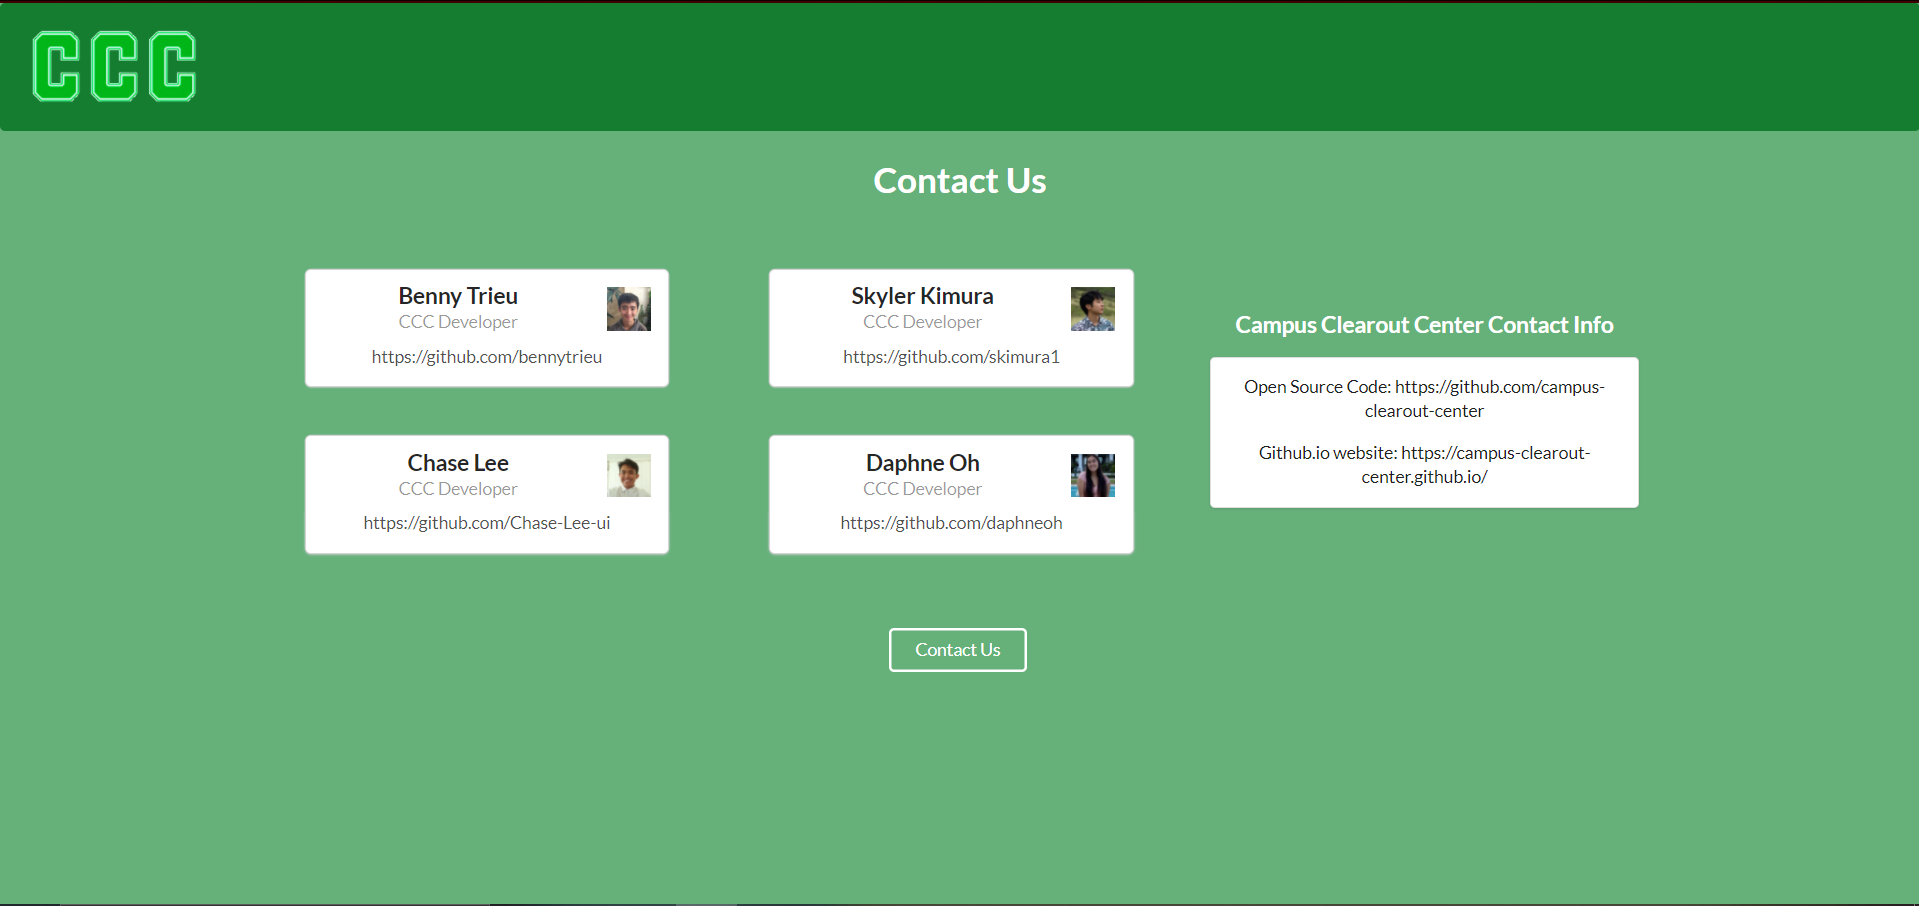 CCC
Contact Us
Benny Trieu
CCC Developer
https://github.com/bennytrieu
Skyler Kimura
CCC Developer
https://github.com/skimura1
Chase Lee
CCC Developer
https://github.com/Chase-Lee-ui
Daphne Oh
CCC Developer
https://github.com/daphneoh
Campus Clearout Center Contact Info
Open Source Code: https://github.com/campus-
clearout-center
Github.io website: https://campus-clearout-
center.github.io/
Contact Us